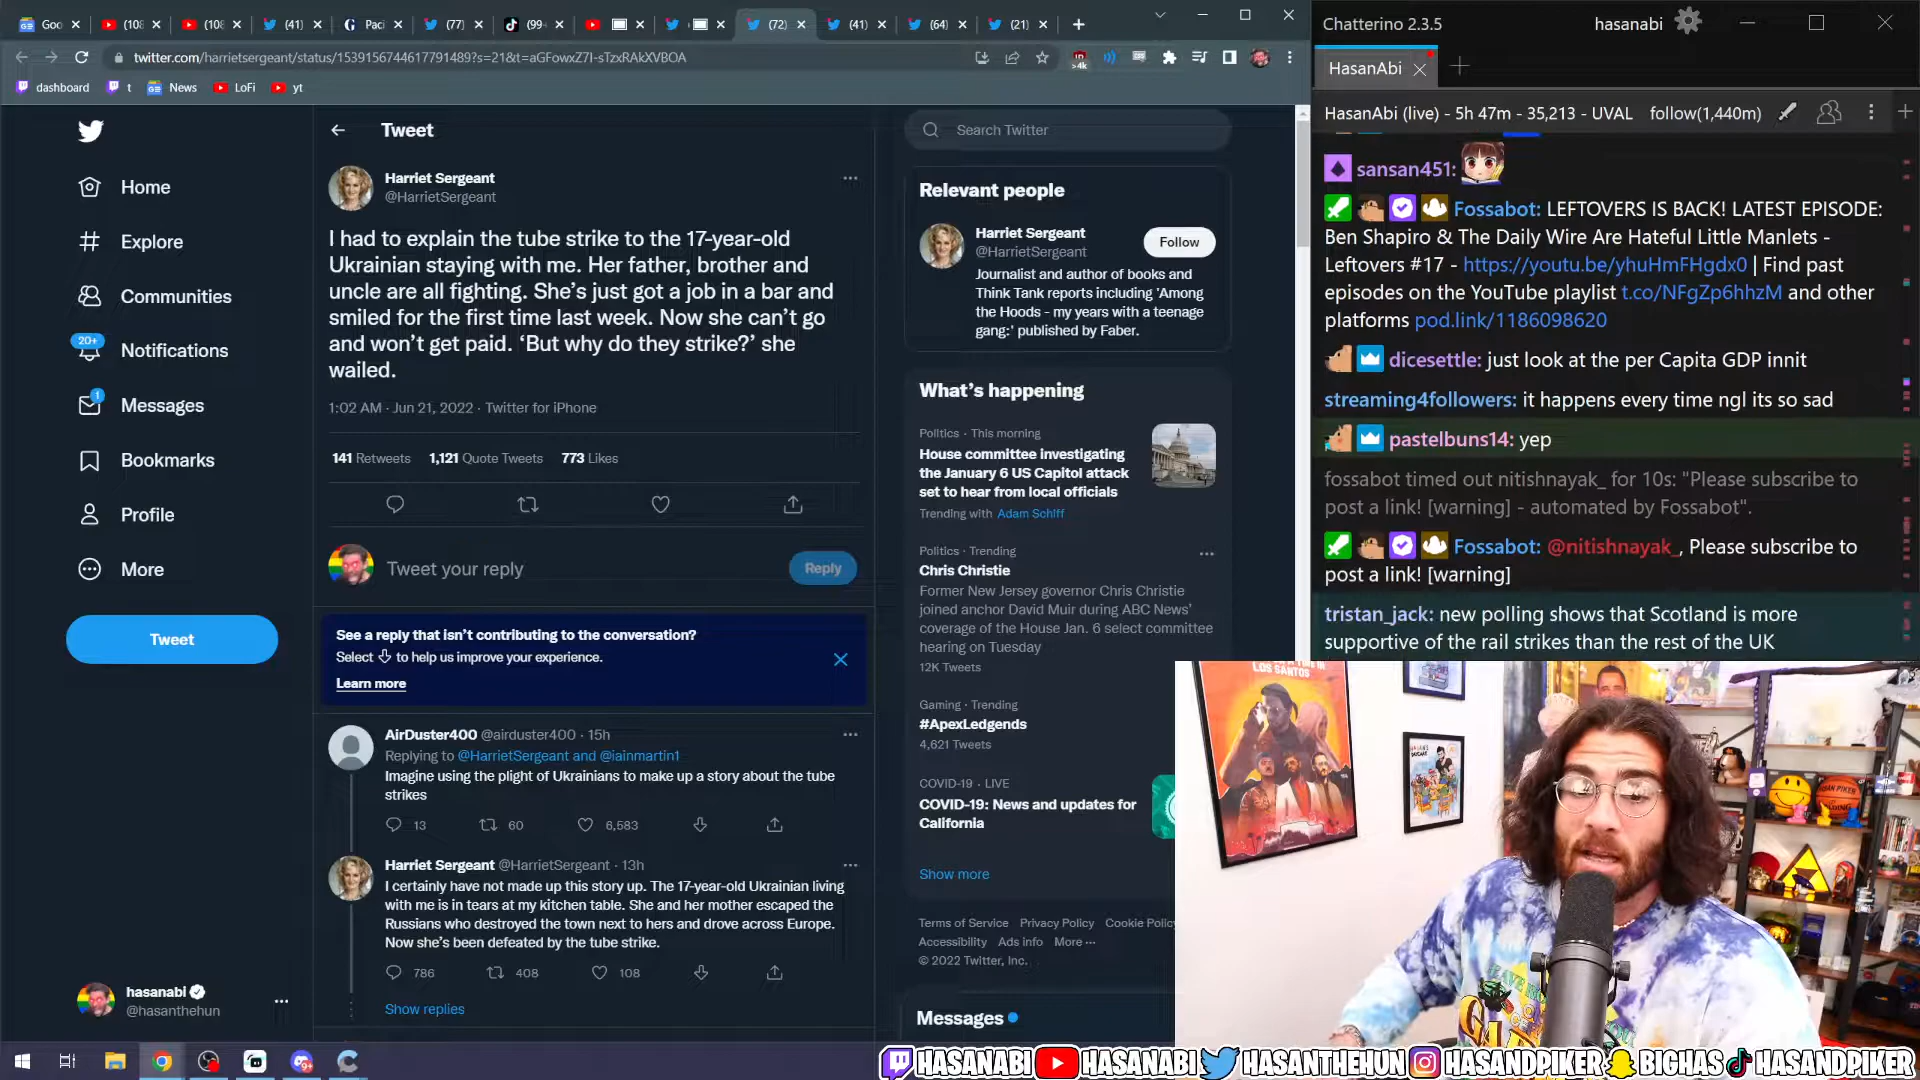 Goo
(108
(108
(41)
Paci
(77)
(99+
(72)
(41)
(64)
(21)
twitter.com/harrietsergeant/status/1539156744617791489?s=21&t=aGFowxZ7I-sTzxRAkXVBOA
dashboard
t
News
LoFi
yt
Home
Explore
Communities
20+
Notifications
1
Messages
Bookmarks
Profile
More
Tweet
hasanabi
@hasanthehun
Tweet
Harriet Sergeant
@HarrietSergeant
I had to explain the tube strike to the 17-year-old
Ukrainian staying with me. Her father, brother and
uncle are all fighting. She's just got a job in a bar and
smiled for the first time last week. Now she can't go
and won't get paid. 'But why do they strike?' she
wailed.
1:02 AM · Jun 21, 2022 · Twitter for iPhone
141 Retweets 1,121 Quote Tweets 773 Likes
Tweet your reply
Reply
See a reply that isn't contributing to the conversation?
Select to help us improve your experience.
Learn more
AirDuster400 @airduster400 · 15h
Replying to @HarrietSergeant and @iainmartin1
Imagine using the plight of Ukrainians to make up a story about the tube
strikes
13 60 6,583
Harriet Sergeant @HarrietSergeant · 13h
I certainly have not made up this story up. The 17-year-old Ukrainian living
with me is in tears at my kitchen table. She and her mother escaped the
Russians who destroyed the town next to hers and drove across Europe.
Now she's been defeated by the tube strike.
786 408 108
Show replies
Search Twitter
Relevant people
Harriet Sergeant
@HarrietSergeant
Follow
Journalist and author of books and
Think Tank reports including 'Among
the Hoods - my years with a teenage
gang:' published by Faber.
What's happening
Politics · This morning
House committee investigating
the January 6 US Capitol attack
set to hear from local officials
Trending with Adam Schiff
Politics · Trending
Chris Christie
Former New Jersey governor Chris Christie
joined anchor David Muir during ABC News'
coverage of the House Jan. 6 select committee
hearing on Tuesday
12K Tweets
Gaming · Trending
#ApexLedgends
4,621 Tweets
COVID-19 · LIVE
COVID-19: News and updates for
California
Show more
Terms of Service Privacy Policy Cookie Policy
Accessibility Ads info More
© 2022 Twitter, Inc.
Messages
Chatterino 2.3.5
hasanabi
HasanAbi
HasanAbi (live) - 5h 47m - 35,213 - UVAL follow(1,440m)
sansan451:
Fossabot: LEFTOVERS IS BACK! LATEST EPISODE:
Ben Shapiro & The Daily Wire Are Hateful Little Manlets -
Leftovers #17 - https://youtu.be/yhuHmFHgdx0 | Find past
episodes on the YouTube playlist t.co/NFgZp6hhzM and other
platforms pod.link/1186098620
dicesettle: just look at the per Capita GDP innit
streaming4followers: it happens every time ngl its so sad
pastelbuns14: yep
fossabot timed out nitishnayak_ for 10s: "Please subscribe to
post a link! [warning] - automated by Fossabot".
Fossabot: @nitishnayak_, Please subscribe to
post a link! [warning]
tristan_jack: new polling shows that Scotland is more
supportive of the rail strikes than the rest of the UK
LOS SANTOS
HASANABI HASANABI HASANTHEHUN HASANDPIKER BIGHAS HASANDPIKER